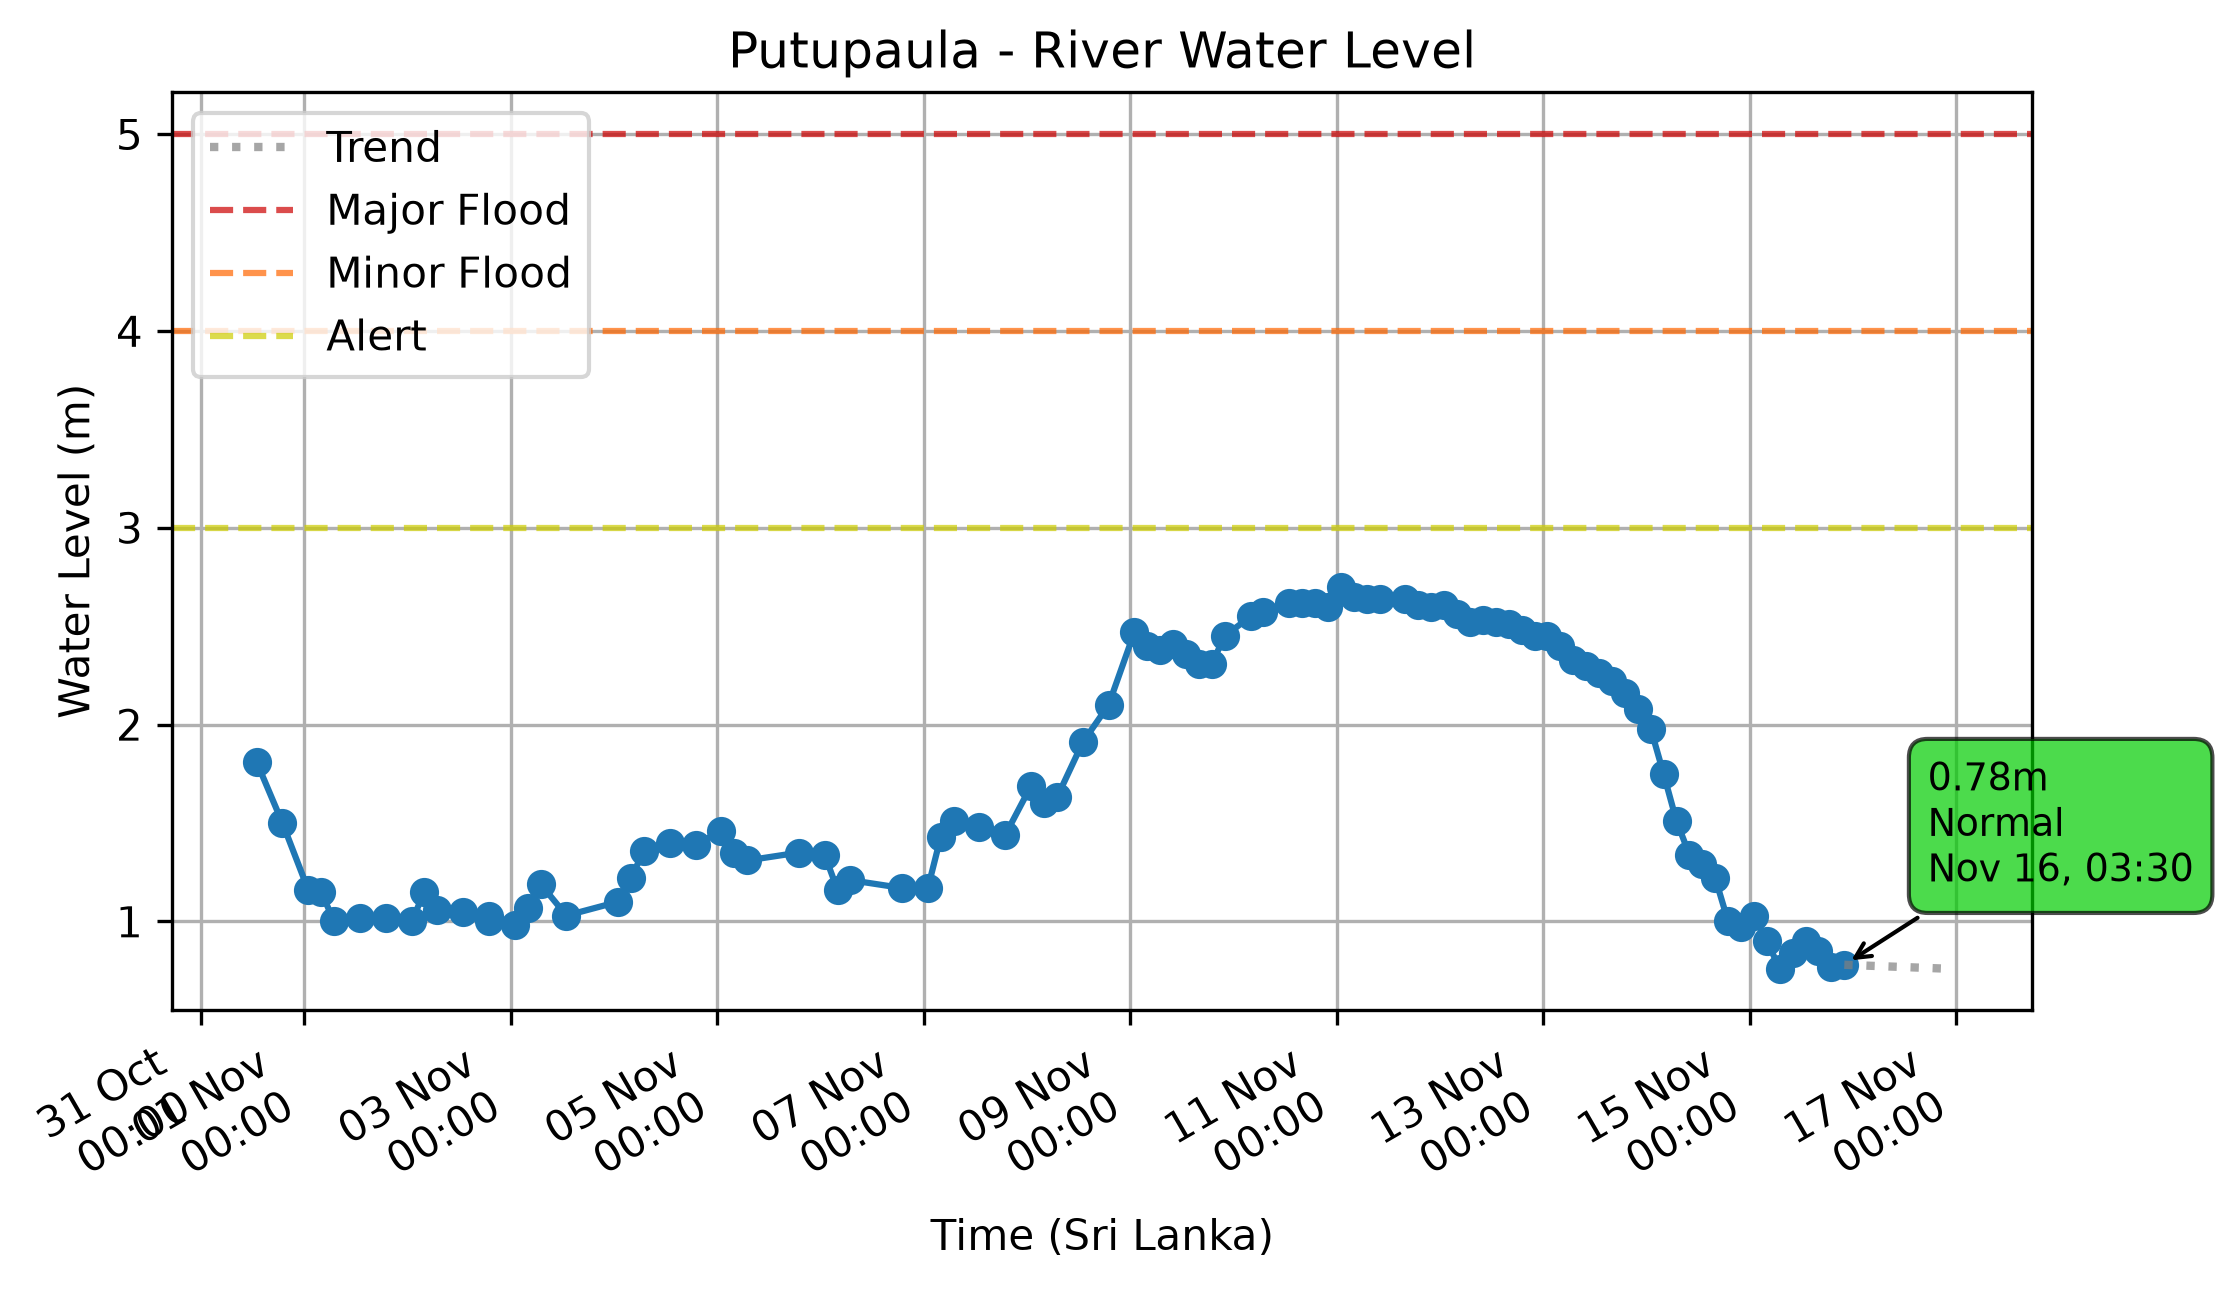 Putupaula - River Water Level
Trend
Major Flood
Minor Flood
Alert
5
4
3
2
1
Water Level (m)
0.78m
Normal
Nov 16, 03:30
31 Oct
00:00
01 Nov
00:00
03 Nov
00:00
05 Nov
00:00
07 Nov
00:00
09 Nov
00:00
11 Nov
00:00
13 Nov
00:00
15 Nov
00:00
17 Nov
00:00
Time (Sri Lanka)